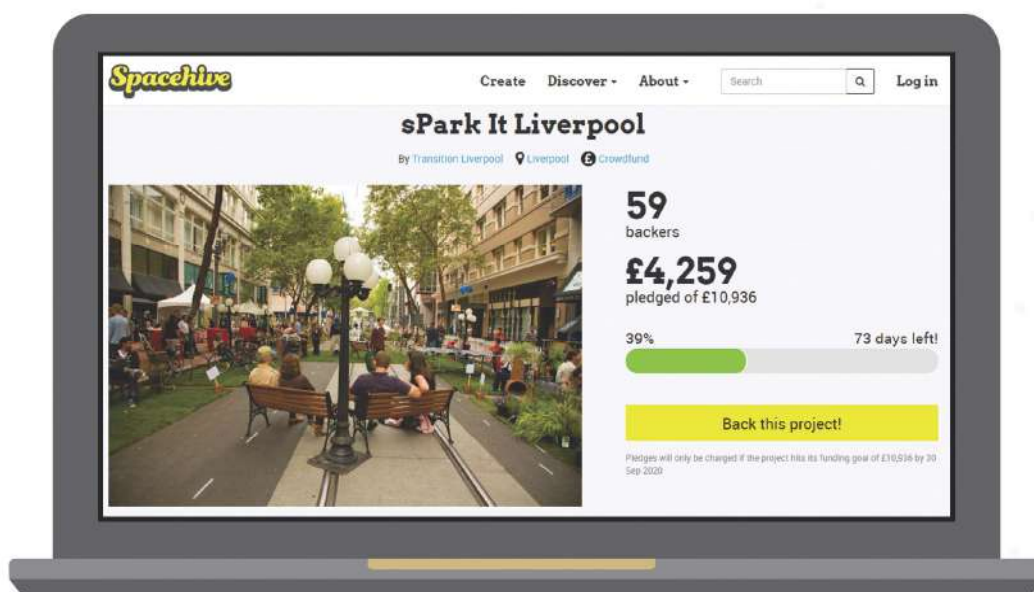 Spacehive
Create Discover About Search Log in
sPark It Liverpool
By Transition Liverpool Liverpool £ Crowdfund
59
backers
£4,259
pledged of £10,936
39% 73 days left!
Back this project!
Pledges will only be charged if the project hits its funding goal of £10,936 by 30
Sep 2020